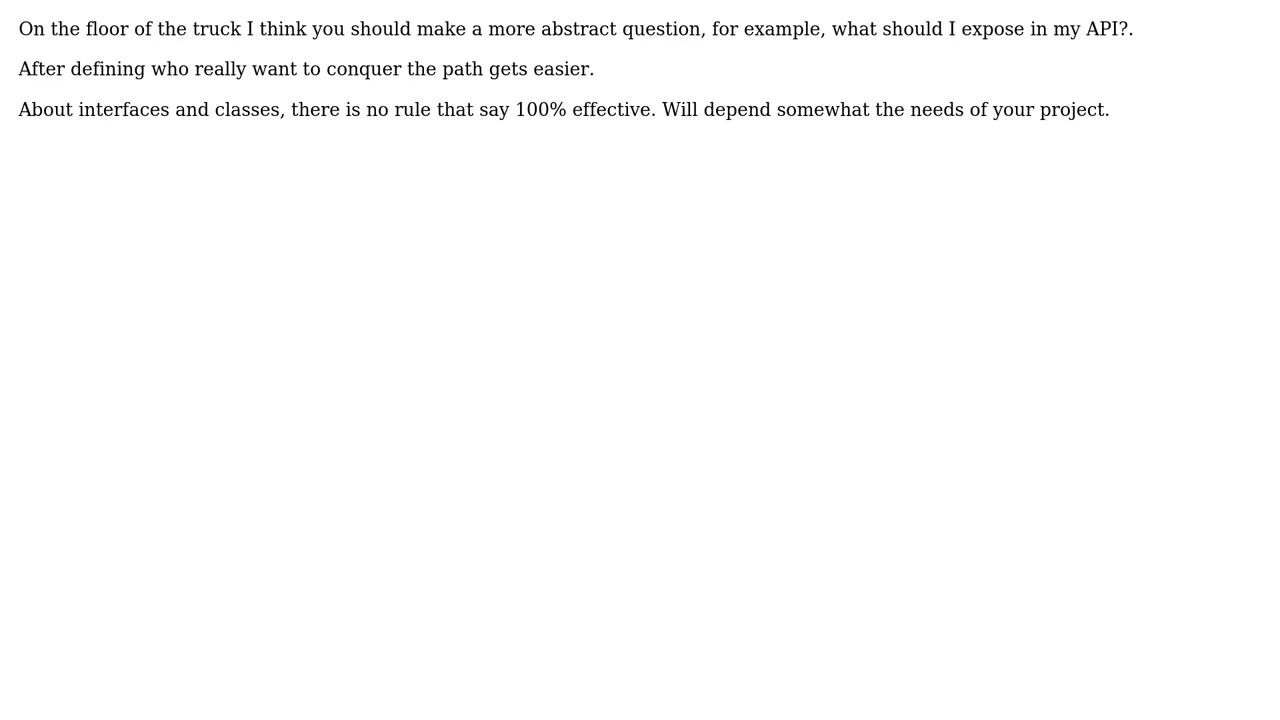 On the floor of the truck I think you should make a more abstract question, for example, what should I expose in my API?.
After defining who really want to conquer the path gets easier.
About interfaces and classes, there is no rule that say 100% effective. Will depend somewhat the needs of your project.